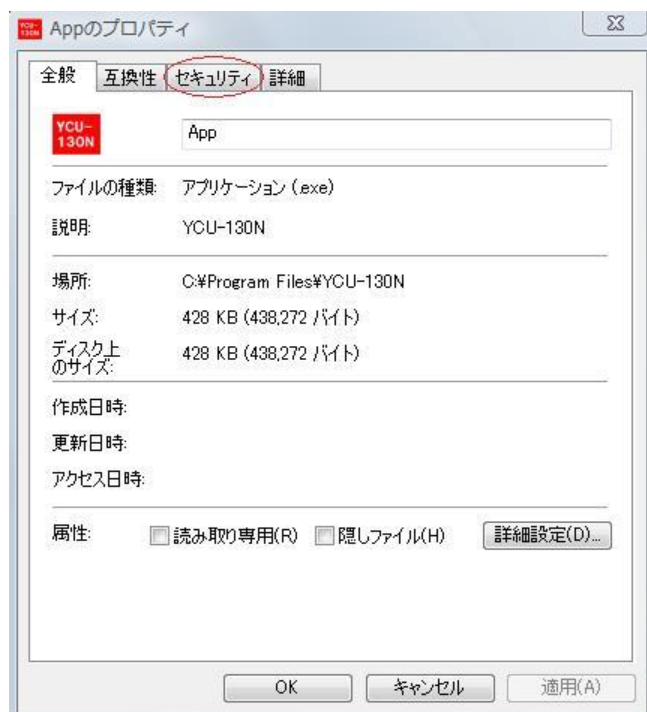 YCU-
130N
Appのプロパティ
全般 互換性 セキュリティ 詳細
YCU-
130N
App
ファイルの種類: アプリケーション (.exe)
説明: YCU-130N
場所: C:¥Program Files¥YCU-130N
サイズ: 428 KB (438,272 バイト)
ディスク上
のサイズ: 428 KB (438,272 バイト)
作成日時:
更新日時:
アクセス日時:
属性: 読み取り専用(R) 隠しファイル(H) 詳細設定(D)...
OK キャンセル 適用(A)